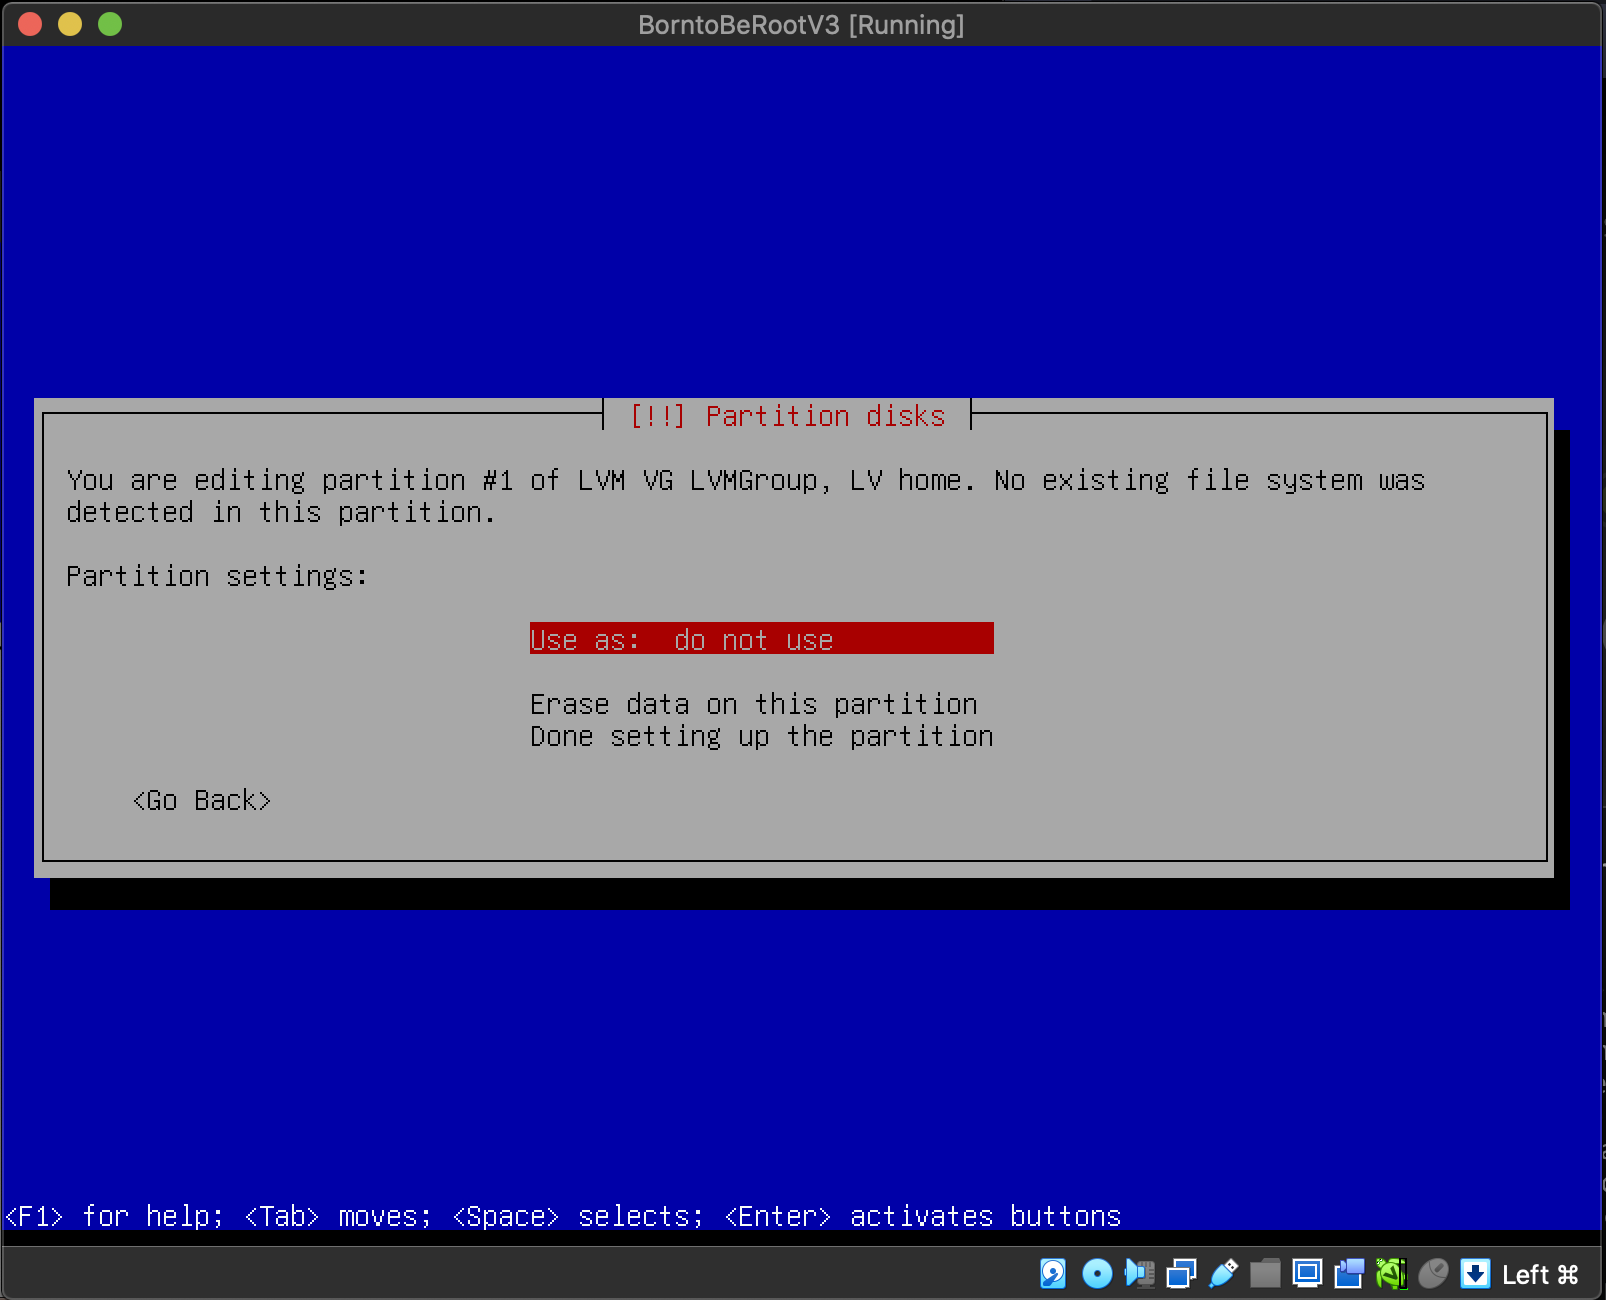 BorntoBeRootV3 [Running]
[!!] Partition disks
You are editing partition #1 of LVM VG LVMGroup, LV home. No existing file system was
detected in this partition.
Partition settings:
Use as: do not use
Erase data on this partition
Done setting up the partition
<Go Back>
<F1> for help; <Tab> moves; <Space> selects; <Enter> activates buttons
Left ⌘